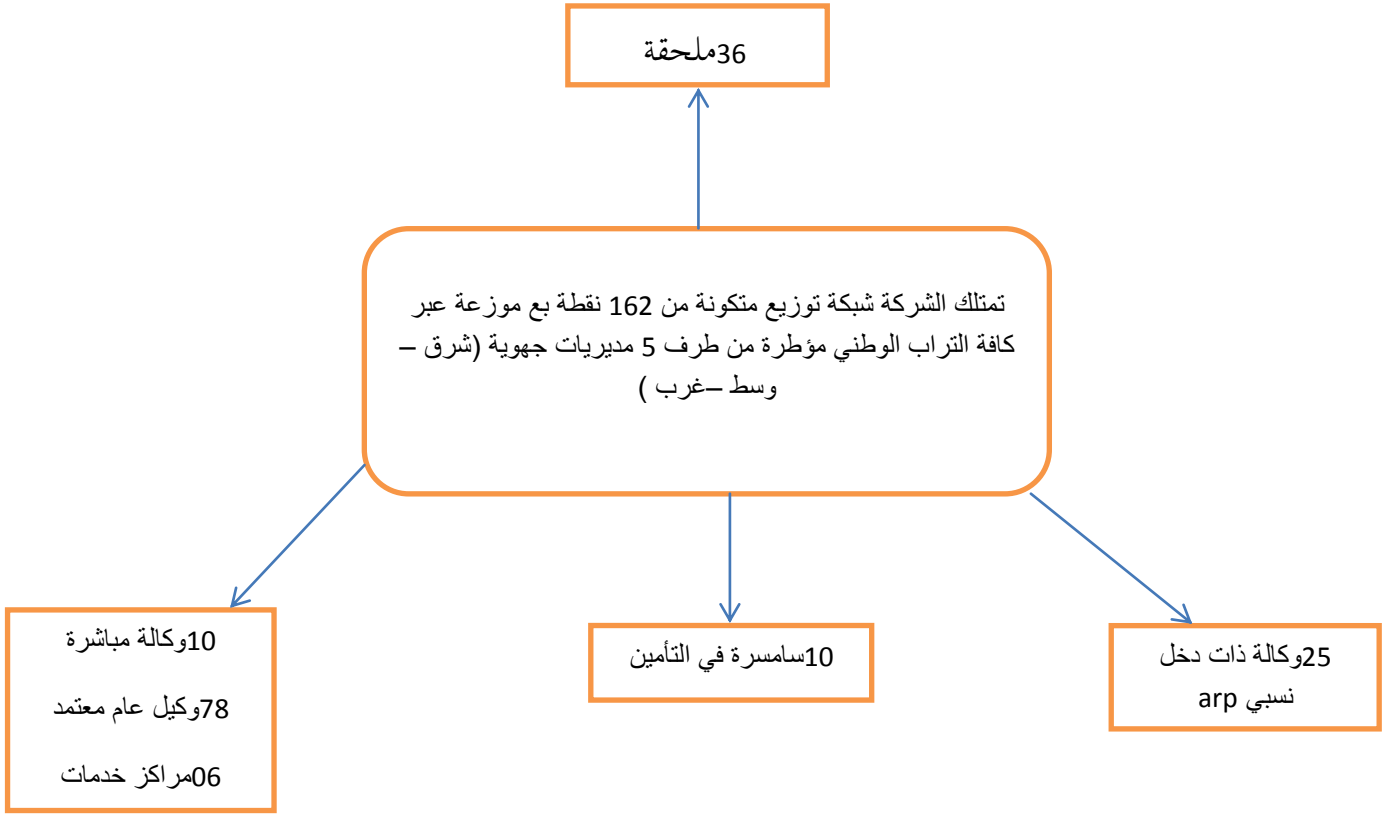 36ملحقة
تمتلك الشركة شبكة توزيع متكونة من 162 نقطة بع موزعة عبر
كافة التراب الوطني مؤطرة من طرف 5 مديريات جهوية (شرق –
وسط –غرب )
10وكالة مباشرة
78وكيل عام معتمد
06مراكز خدمات
10سامسرة في التأمين
25وكالة ذات دخل
نسبي arp